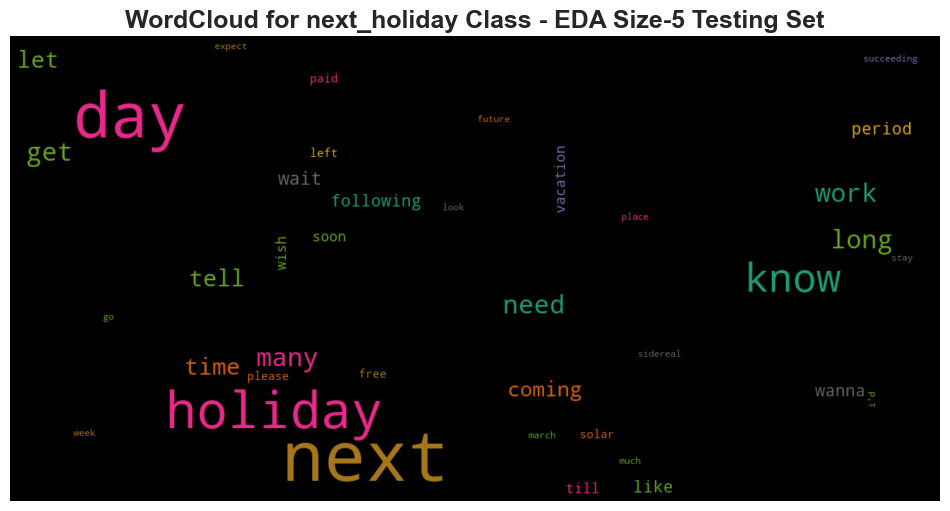 WordCloud for next_holiday Class - EDA Size-5 Testing Set
expect
let
succeeding
paid
day
future
period
get
left
wait
vacation
work
following
look
place
soon
long
wish
stay
tell
know
need
go
sidereal
many
time
please
free
coming
wanna
i'd
holiday
week
march
solar
next
much
till
like